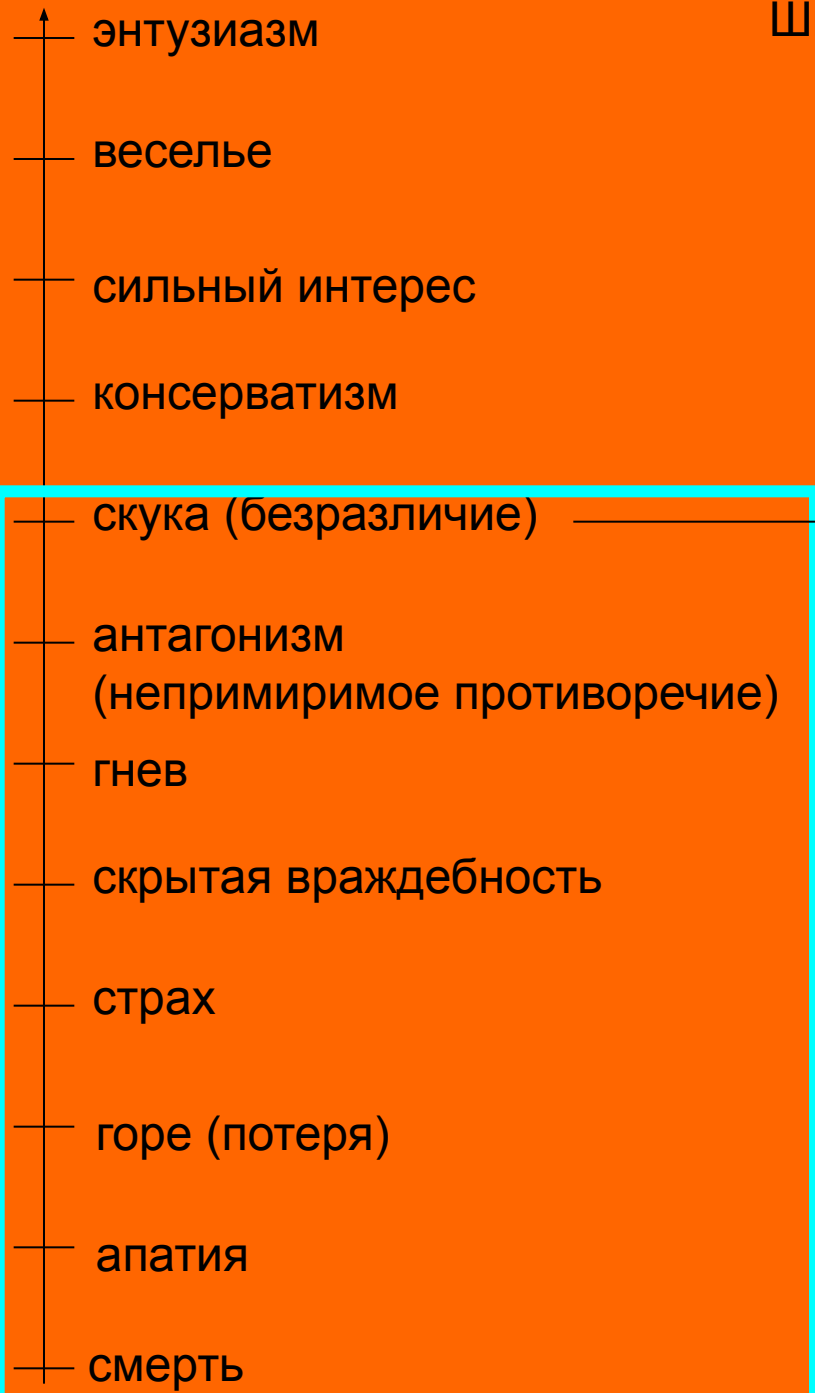 энтузиазм
Ш
веселье
сильный интерес
консерватизм
скука (безразличие)
антагонизм
(непримиримое противоречие)
гнев
скрытая враждебность
страх
горе (потеря)
апатия
смерть